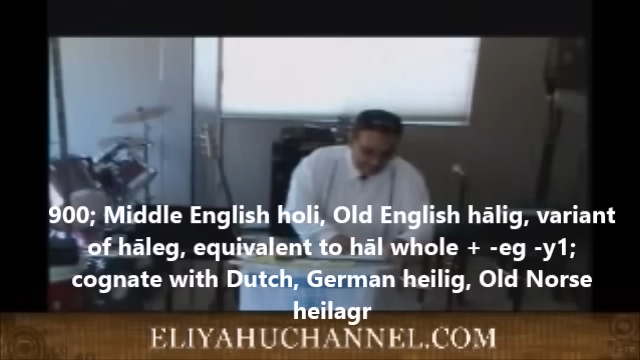 900; Middle English holi, Old English hālig, variant
of hāleg, equivalent to hāl whole + -eg -y1;
cognate with Dutch, German heilig, Old Norse
heilagr
ELIYAHUCHANNEL.COM